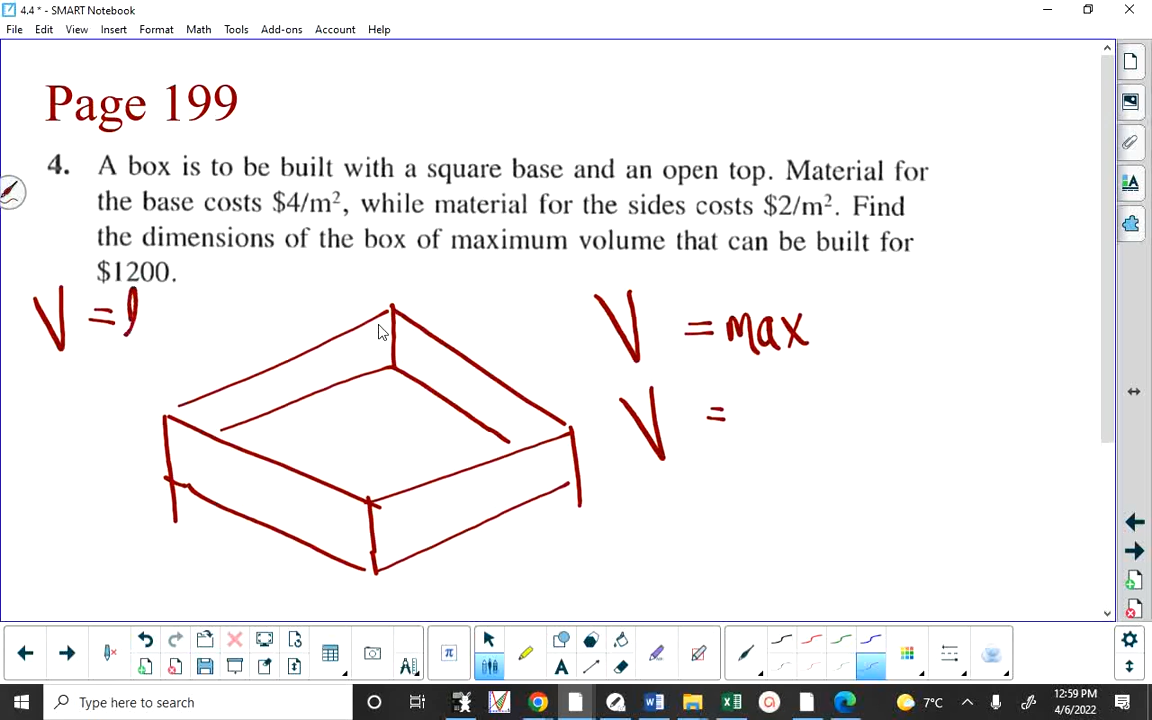 4.4 * - SMART Notebook
File Edit View Insert Format Math Tools Add-ons Account Help
Page 199
4. A box is to be built with a square base and an open top. Material for
the base costs $4/m², while material for the sides costs $2/m². Find
the dimensions of the box of maximum volume that can be built for
$1200.
V = l
V = max
V =
π
A
Type here to search
7°C
12:59 PM
4/6/2022